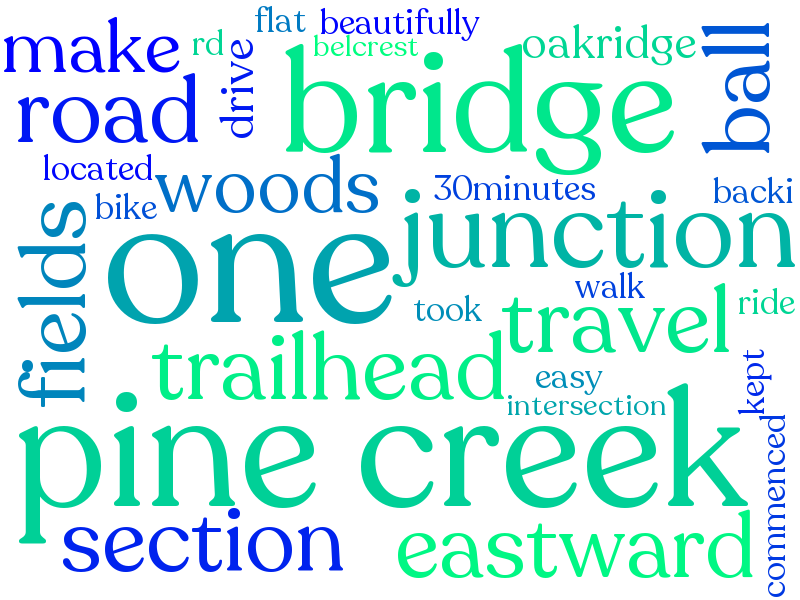 flat
beautifully
make
rd
belcrest
oakridge
drive
road
bridge
ball
located
woods
30minutes
backi
bike
junction
fields
one
walk
took
travel
ride
trailhead
easy
kept
intersection
pine creek
commenced
section
eastward